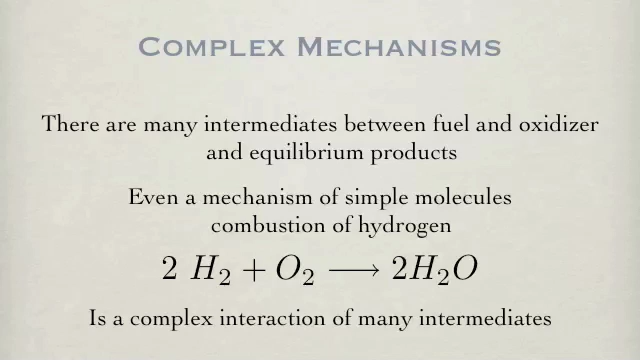 Complex Mechanisms
There are many intermediates between fuel and oxidizer
and equilibrium products
Even a mechanism of simple molecules
combustion of hydrogen
2 H₂ + O₂ ⟶ 2H₂O
Is a complex interaction of many intermediates